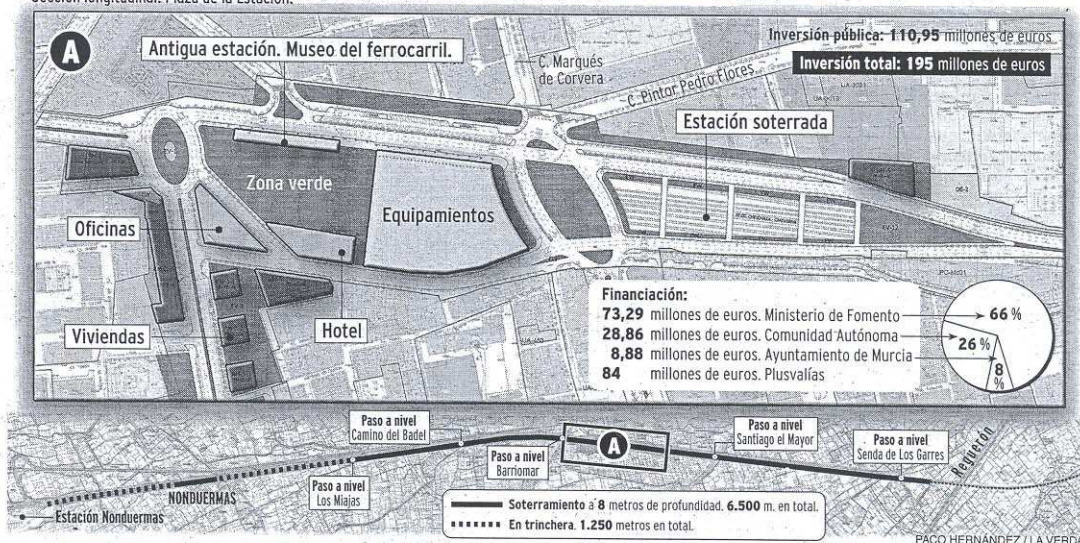 Sección longitudinal. Plaza de la Estación.
A
Antigua estación. Museo del ferrocarril.
C. Marqués
de Corvera
C. Pintor Pedro Flores
Inversión pública: 110,95 millones de euros
Inversión total: 195 millones de euros
Estación soterrada
Zona verde
Equipamientos
Oficinas
Viviendas
Hotel
Financiación:
73,29 millones de euros. Ministerio de Fomento
28,86 millones de euros. Comunidad Autónoma
8,88 millones de euros. Ayuntamiento de Murcia
84 millones de euros. Plusvalías
66 %
26 %
8
%
Paso a nivel
Camino del Badel
Paso a nivel
Barriomar
A
Paso a nivel
Santiago el Mayor
Paso a nivel
Senda de Los Garres
Reguerón
Paso a nivel
Los Miajas
NONDUERMAS
Estación Nonduermas
Soterramiento a 8 metros de profundidad. 6.500 m. en total.
En trinchera. 1.250 metros en total.
PACO HERNÁNDEZ / LA VERDA